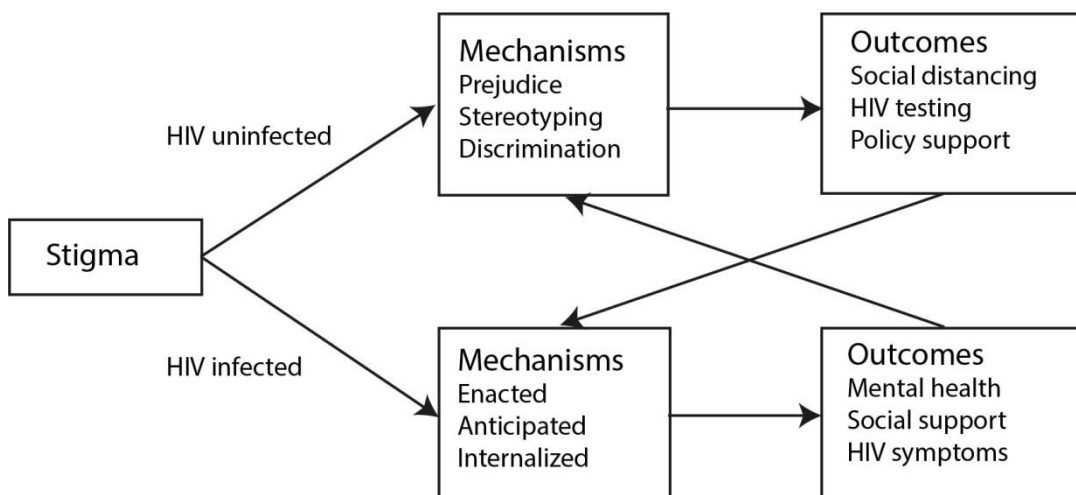 Stigma
HIV uninfected
HIV infected
Mechanisms
Prejudice
Stereotyping
Discrimination
Outcomes
Social distancing
HIV testing
Policy support
Mechanisms
Enacted
Anticipated
Internalized
Outcomes
Mental health
Social support
HIV symptoms